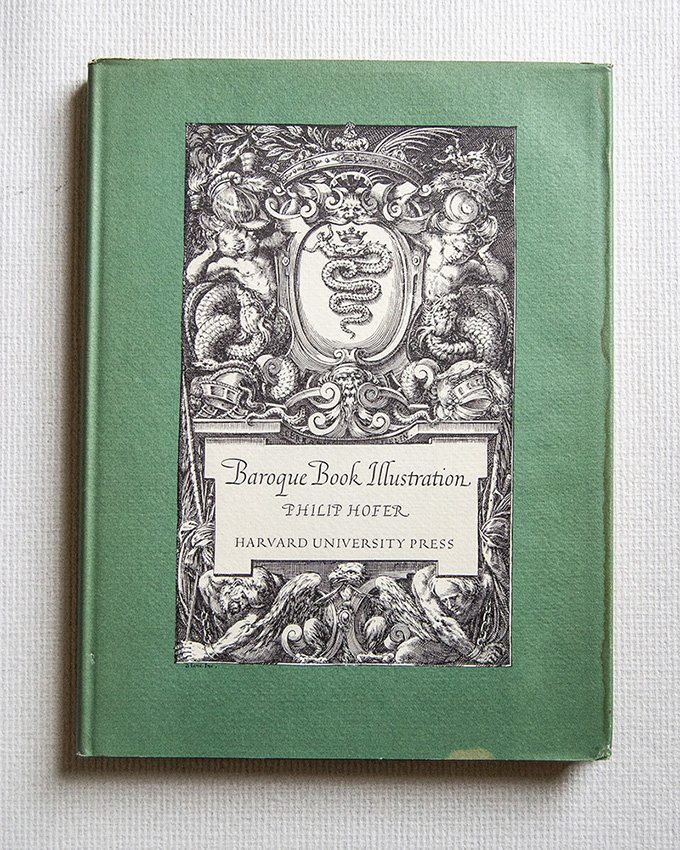 Baroque Book Illustration
PHILIP HOFER
HARVARD UNIVERSITY PRESS